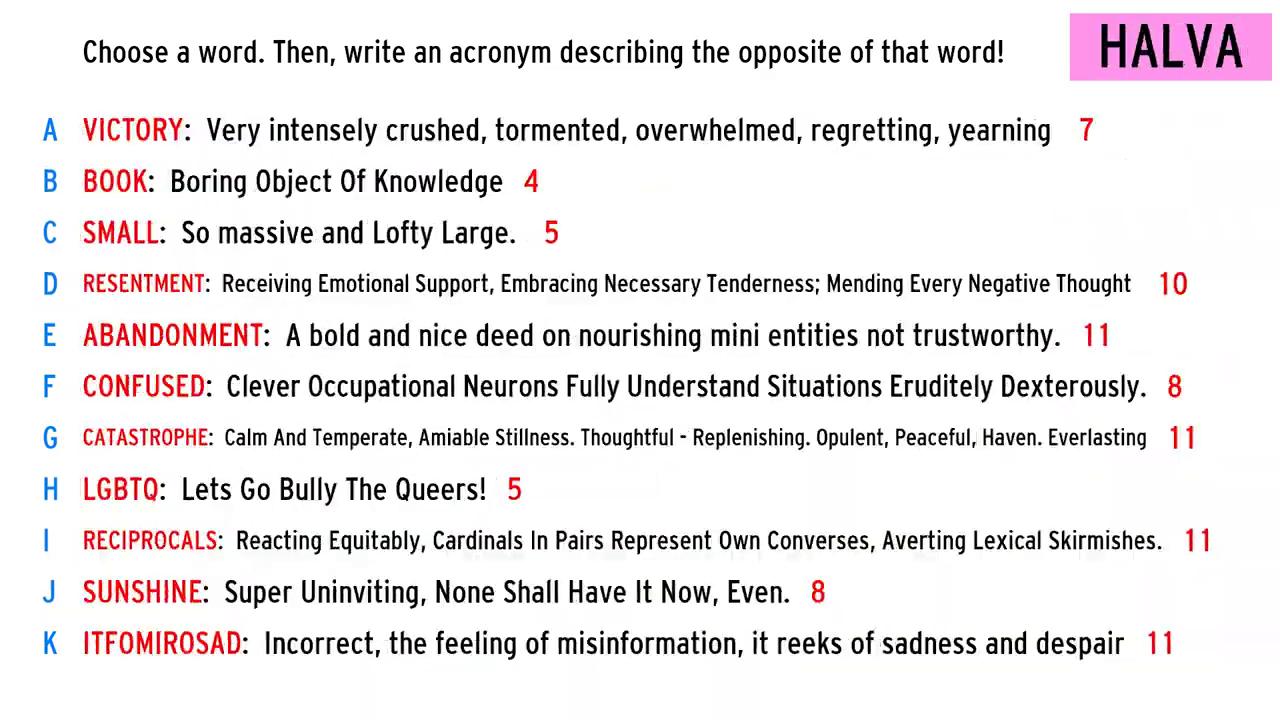 Choose a word. Then, write an acronym describing the opposite of that word!
HALVA
A VICTORY: Very intensely crushed, tormented, overwhelmed, regretting, yearning 7
B BOOK: Boring Object Of Knowledge 4
C SMALL: So massive and Lofty Large. 5
D RESENTMENT: Receiving Emotional Support, Embracing Necessary Tenderness; Mending Every Negative Thought 10
E ABANDONMENT: A bold and nice deed on nourishing mini entities not trustworthy. 11
F CONFUSED: Clever Occupational Neurons Fully Understand Situations Eruditely Dexterously. 8
G CATASTROPHE: Calm And Temperate, Amiable Stillness. Thoughtful - Replenishing. Opulent, Peaceful, Haven. Everlasting 11
H LGBTQ: Lets Go Bully The Queers! 5
I RECIPROCALS: Reacting Equitably, Cardinals In Pairs Represent Own Converses, Averting Lexical Skirmishes. 11
J SUNSHINE: Super Uninviting, None Shall Have It Now, Even. 8
K ITFOMIROSAD: Incorrect, the feeling of misinformation, it reeks of sadness and despair 11